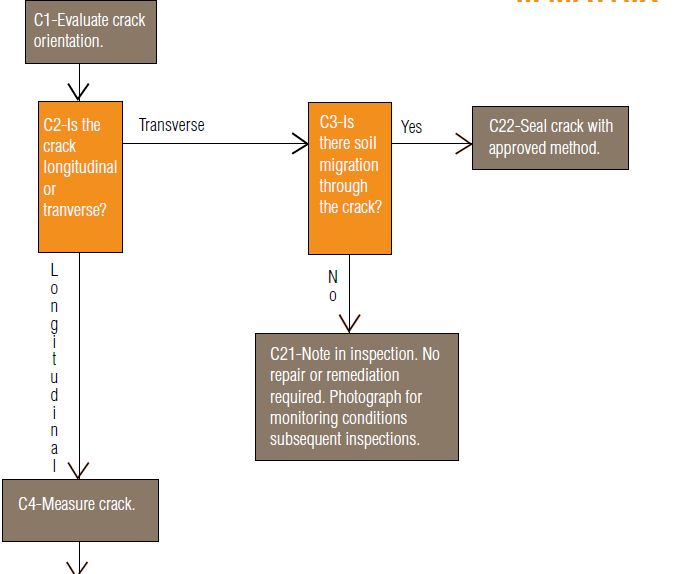 C1-Evaluate crack
orientation.
C2-Is the
crack
longitudinal
or
tranverse?
Transverse
C3-Is
there soil
migration
through
the crack?
Yes
C22-Seal crack with
approved method.
Longitudinal
No
C21-Note in inspection. No
repair or remediation
required. Photograph for
monitoring conditions
subsequent inspections.
C4-Measure crack.